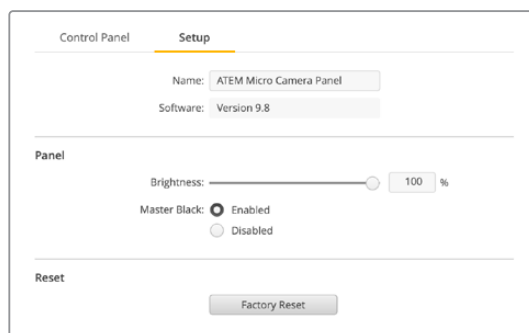 Control Panel Setup
Name: ATEM Micro Camera Panel
Software: Version 9.8
Panel
Brightness: 100 %
Master Black: Enabled
Disabled
Reset
Factory Reset